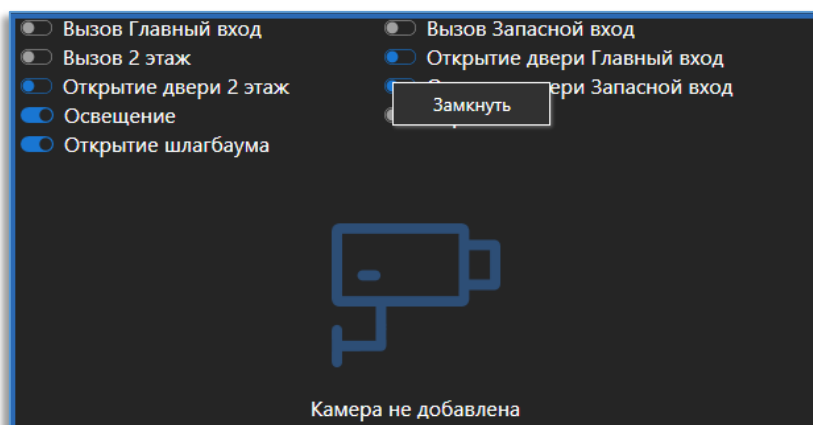 Вызов Главный вход
Вызов Запасной вход
Вызов 2 этаж
Открытие двери Главный вход
Открытие двери 2 этаж
ери Запасной вход
Замкнуть
Освещение
Открытие шлагбаума
Камера не добавлена